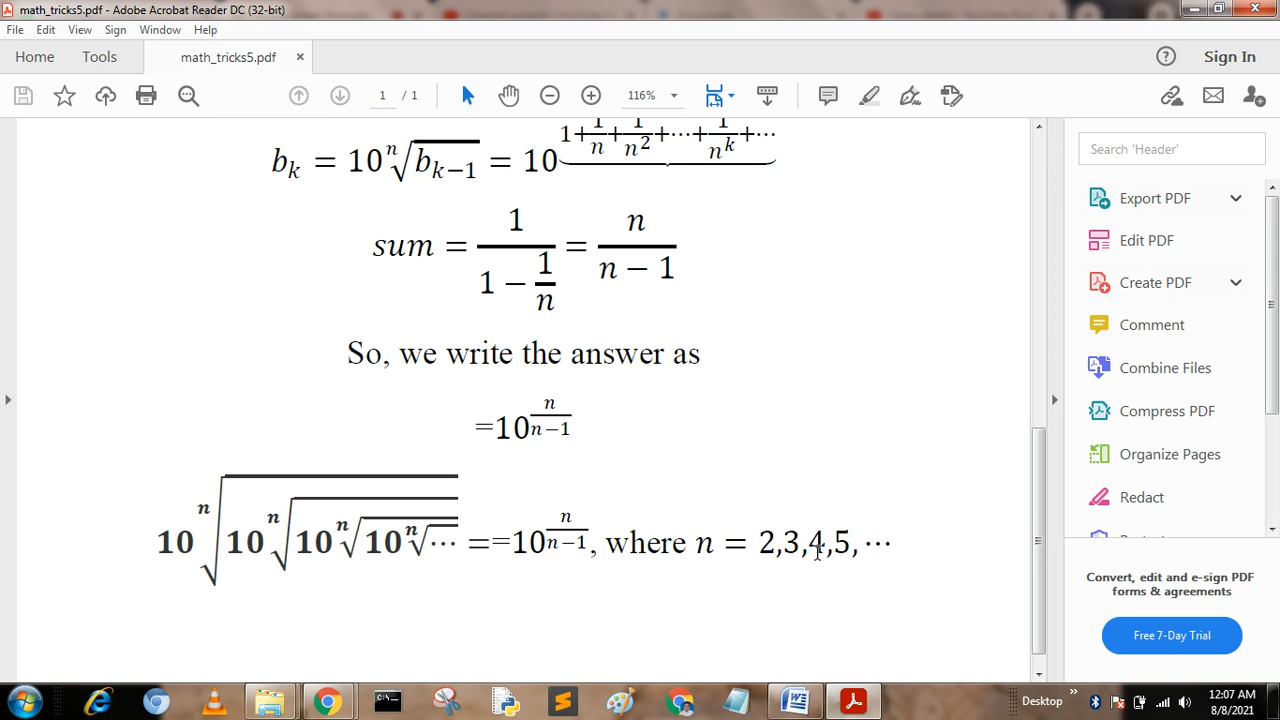 math_tricks5.pdf - Adobe Acrobat Reader DC (32-bit)
File Edit View Sign Window Help
Home Tools math_tricks5.pdf × Sign In
1 / 1 116%
b_k = 10 ⁿ√b_{k−1} = 10^{1+1/n+1/n²+⋯+1/n^k+⋯}
sum = 1/(1 − 1/n) = n/(n − 1)
So, we write the answer as
=10^{n/(n−1)}
10 ⁿ√(10 ⁿ√(10 ⁿ√(10 ⁿ√⋯))) ==10^{n/(n−1)}, where n = 2,3,4,5, ⋯
Search 'Header'
Export PDF
Edit PDF
Create PDF
Comment
Combine Files
Compress PDF
Organize Pages
Redact
Convert, edit and e-sign PDF
forms & agreements
Free 7-Day Trial
Desktop
12:07 AM
8/8/2021